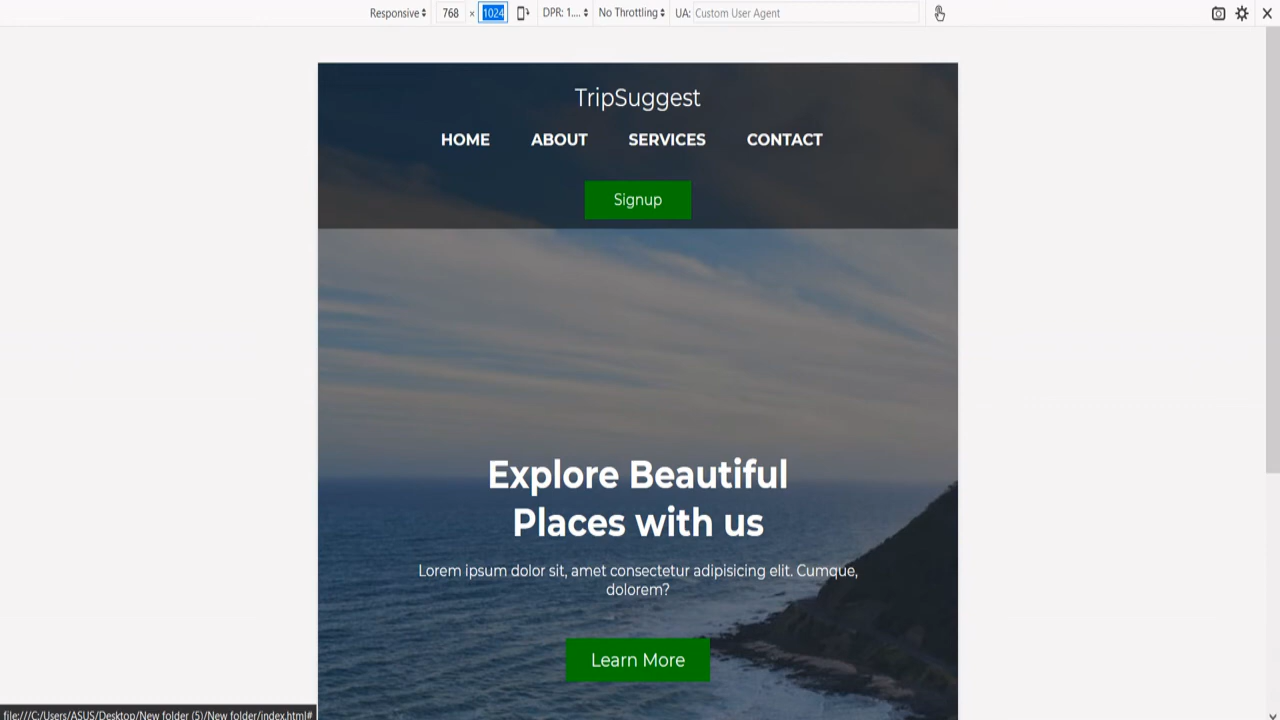 Responsive 768 × 1024 DPR: 1.... No Throttling UA: Custom User Agent
TripSuggest
HOME ABOUT SERVICES CONTACT
Signup
Explore Beautiful
Places with us
Lorem ipsum dolor sit, amet consectetur adipisicing elit. Cumque,
dolorem?
Learn More
file:///C:/Users/ASUS/Desktop/New folder (5)/New folder/index.html#